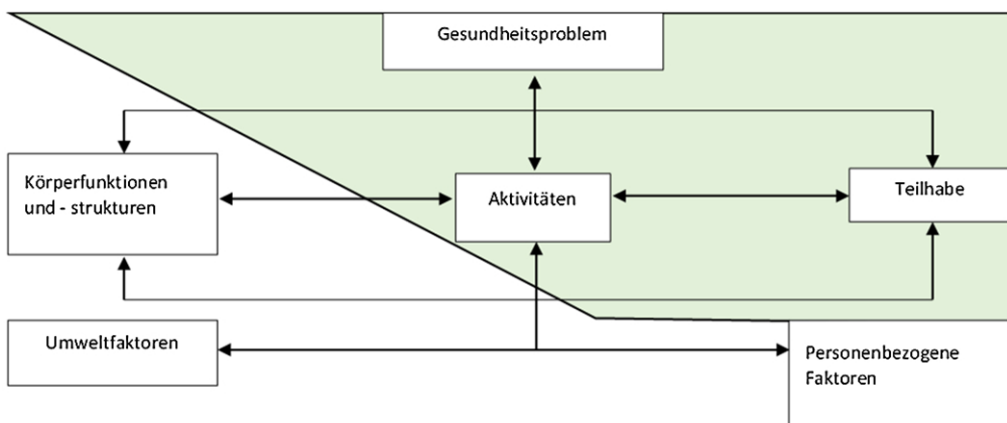 Gesundheitsproblem
Körperfunktionen
und - strukturen
Aktivitäten
Teilhabe
Umweltfaktoren
Personenbezogene
Faktoren